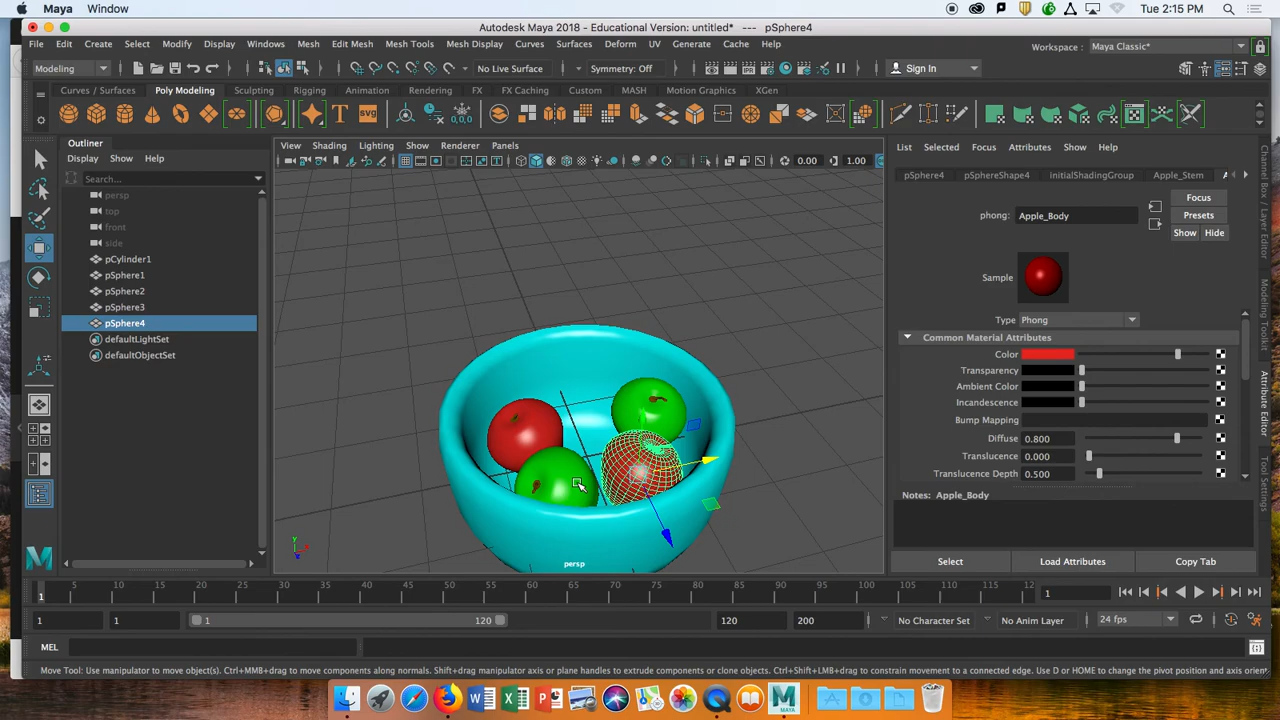 Maya Window Tue 2:15 PM
Autodesk Maya 2018 - Educational Version: untitled* --- pSphere4
File Edit Create Select Modify Display Windows Mesh Edit Mesh Mesh Tools Mesh Display Curves Surfaces Deform UV Generate Cache Help Workspace : Maya Classic*
Modeling No Live Surface Symmetry: Off Sign In
Curves / Surfaces Poly Modeling Sculpting Rigging Animation Rendering FX FX Caching Custom MASH Motion Graphics XGen
T svg
Outliner
Display Show Help
Search...
persp
top
front
side
pCylinder1
pSphere1
pSphere2
pSphere3
pSphere4
defaultLightSet
defaultObjectSet
View Shading Lighting Show Renderer Panels
0.00 1.00
persp
y
x
z
List Selected Focus Attributes Show Help
pSphere4 pSphereShape4 initialShadingGroup Apple_Stem
Focus
phong: Apple_Body Presets
Show Hide
Sample
Type Phong
Common Material Attributes
Color
Transparency
Ambient Color
Incandescence
Bump Mapping
Diffuse 0.800
Translucence 0.000
Translucence Depth 0.500
Notes: Apple_Body
Select Load Attributes Copy Tab
Channel Box / Layer Editor
Modeling Toolkit
Attribute Editor
5 10 15 20 25 30 35 40 45 50 55 60 65 70 75 80 85 90 95 100 105 110 115 12
1 1
1 1 1 120 120 200 No Character Set No Anim Layer 24 fps
MEL
Move Tool: Use manipulator to move object(s). Ctrl+MMB+drag to move components along normals. Shift+drag manipulator axis or plane handles to extrude components or clone objects. Ctrl+Shift+LMB+drag to constrain movement to a connected edge. Use D or HOME to change the pivot position and axis orien